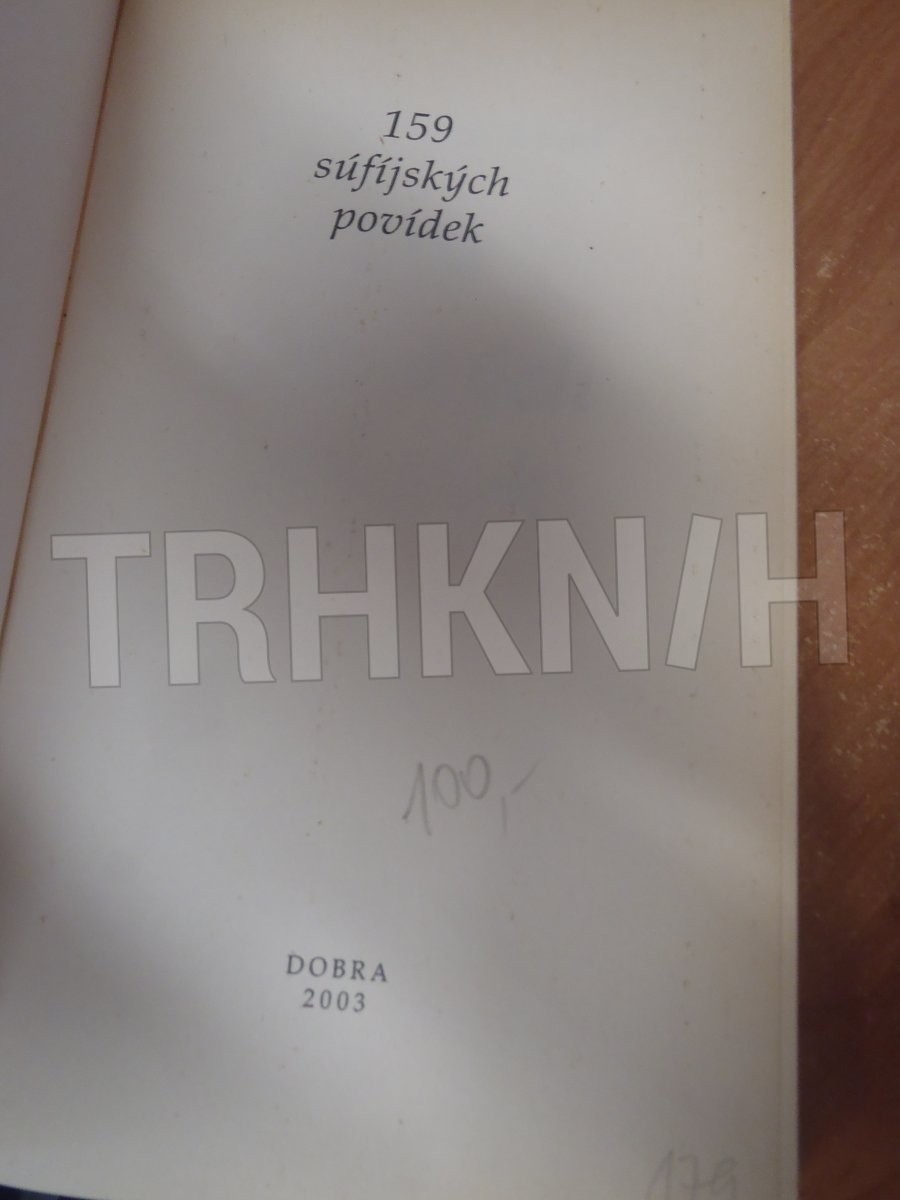 159
súfíjských
povídek
TRHKNIH
100,-
DOBRA
2003